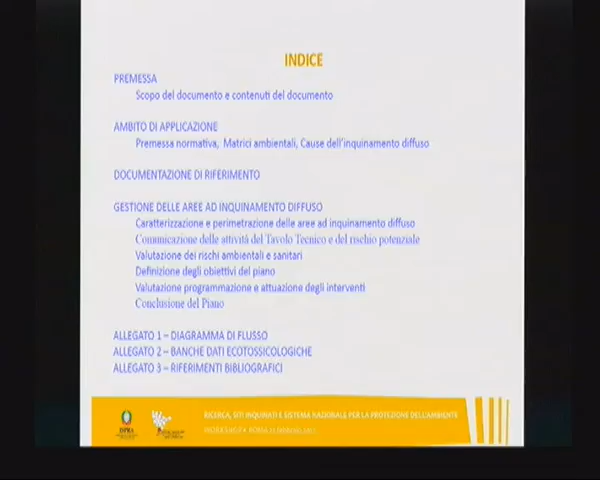 INDICE
PREMESSA
Scopo del documento e contenuti del documento
AMBITO DI APPLICAZIONE
Premessa normativa, Matrici ambientali, Cause dell'inquinamento diffuso
DOCUMENTAZIONE DI RIFERIMENTO
GESTIONE DELLE AREE AD INQUINAMENTO DIFFUSO
Caratterizzazione e perimetrazione delle aree ad inquinamento diffuso
Comunicazione delle attività del Tavolo Tecnico e del rischio potenziale
Valutazione dei rischi ambientali e sanitari
Definizione degli obiettivi del piano
Valutazione programmazione e attuazione degli interventi
Conclusione del Piano
ALLEGATO 1 – DIAGRAMMA DI FLUSSO
ALLEGATO 2 – BANCHE DATI ECOTOSSICOLOGICHE
ALLEGATO 3 – RIFERIMENTI BIBLIOGRAFICI
RICERCA, SITI INQUINATI E SISTEMA NAZIONALE PER LA PROTEZIONE DELL'AMBIENTE
ISPRA